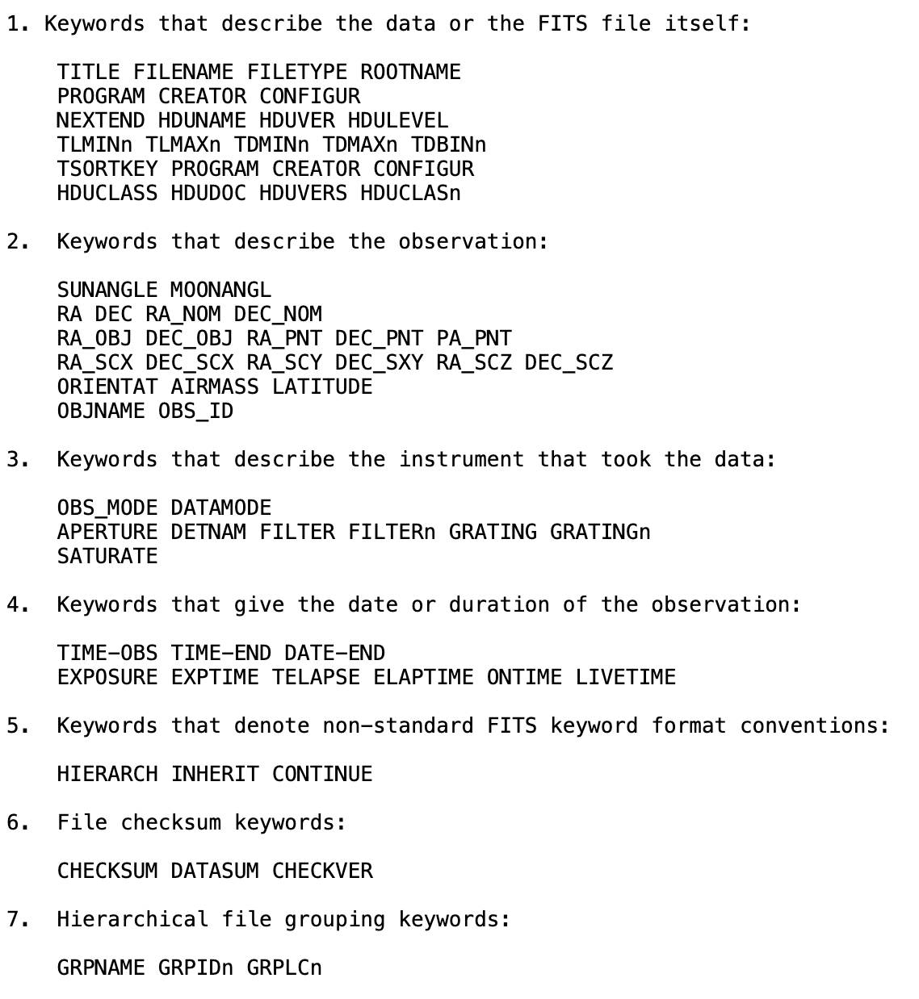 1. Keywords that describe the data or the FITS file itself:
TITLE FILENAME FILETYPE ROOTNAME
PROGRAM CREATOR CONFIGUR
NEXTEND HDUNAME HDUVER HDULEVEL
TLMINn TLMAXn TDMINn TDMAXn TDBINn
TSORTKEY PROGRAM CREATOR CONFIGUR
HDUCLASS HDUDOC HDUVERS HDUCLASn
2. Keywords that describe the observation:
SUNANGLE MOONANGL
RA DEC RA_NOM DEC_NOM
RA_OBJ DEC_OBJ RA_PNT DEC_PNT PA_PNT
RA_SCX DEC_SCX RA_SCY DEC_SXY RA_SCZ DEC_SCZ
ORIENTAT AIRMASS LATITUDE
OBJNAME OBS_ID
3. Keywords that describe the instrument that took the data:
OBS_MODE DATAMODE
APERTURE DETNAM FILTER FILTERn GRATING GRATINGn
SATURATE
4. Keywords that give the date or duration of the observation:
TIME-OBS TIME-END DATE-END
EXPOSURE EXPTIME TELAPSE ELAPTIME ONTIME LIVETIME
5. Keywords that denote non-standard FITS keyword format conventions:
HIERARCH INHERIT CONTINUE
6. File checksum keywords:
CHECKSUM DATASUM CHECKVER
7. Hierarchical file grouping keywords:
GRPNAME GRPIDn GRPLCn